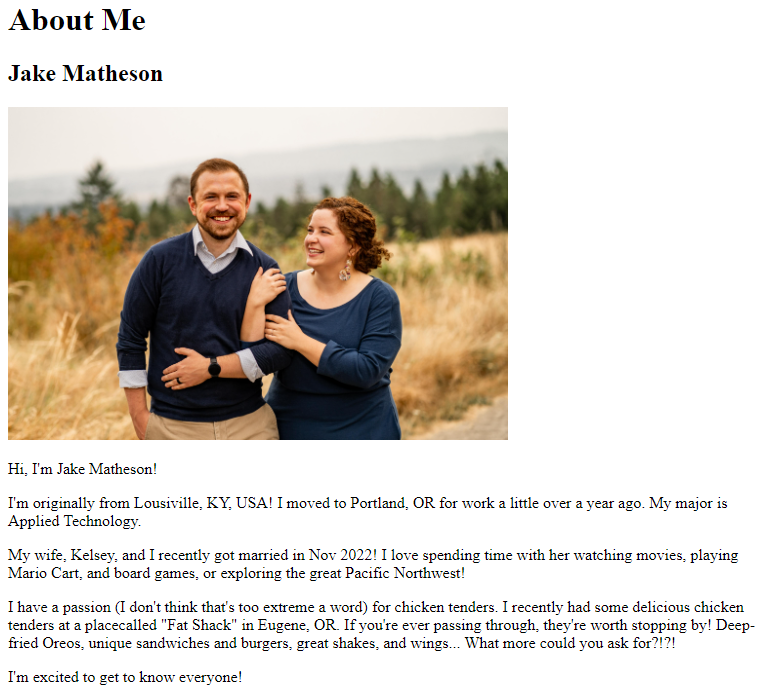 About Me
Jake Matheson
Hi, I'm Jake Matheson!
I'm originally from Lousiville, KY, USA! I moved to Portland, OR for work a little over a year ago. My major is
Applied Technology.
My wife, Kelsey, and I recently got married in Nov 2022! I love spending time with her watching movies, playing
Mario Cart, and board games, or exploring the great Pacific Northwest!
I have a passion (I don't think that's too extreme a word) for chicken tenders. I recently had some delicious chicken
tenders at a placecalled "Fat Shack" in Eugene, OR. If you're ever passing through, they're worth stopping by! Deep-
fried Oreos, unique sandwiches and burgers, great shakes, and wings... What more could you ask for?!?!
I'm excited to get to know everyone!